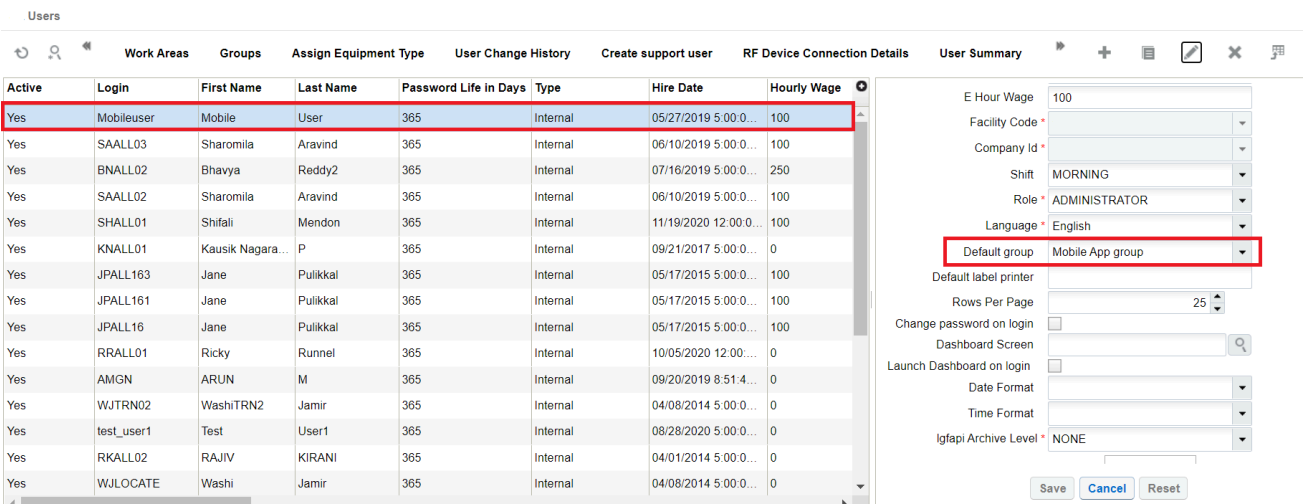 Users
Work Areas Groups Assign Equipment Type User Change History Create support user RF Device Connection Details User Summary
Active Login First Name Last Name Password Life in Days Type Hire Date Hourly Wage
Yes Mobileuser Mobile User 365 Internal 05/27/2019 5:00:0... 100
Yes SAALL03 Sharomila Aravind 365 Internal 06/10/2019 5:00:0... 100
Yes BNALL02 Bhavya Reddy2 365 Internal 07/16/2019 5:00:0... 250
Yes SAALL02 Sharomila Aravind 365 Internal 06/10/2019 5:00:0... 100
Yes SHALL01 Shifali Mendon 365 Internal 11/19/2020 12:00:0... 100
Yes KNALL01 Kausik Nagara... P 365 Internal 09/21/2017 5:00:0... 0
Yes JPALL163 Jane Pulikkal 365 Internal 05/17/2015 5:00:0... 100
Yes JPALL161 Jane Pulikkal 365 Internal 05/17/2015 5:00:0... 100
Yes JPALL16 Jane Pulikkal 365 Internal 05/17/2015 5:00:0... 100
Yes RRALL01 Ricky Runnel 365 Internal 10/05/2020 12:00:... 0
Yes AMGN ARUN M 365 Internal 09/20/2019 8:51:4... 0
Yes WJTRN02 WashiTRN2 Jamir 365 Internal 04/08/2014 5:00:0... 0
Yes test_user1 Test User1 365 Internal 08/28/2020 5:00:0... 0
Yes RKALL02 RAJIV KIRANI 365 Internal 04/01/2014 5:00:0... 0
Yes WJLOCATE Washi Jamir 365 Internal 04/08/2014 5:00:0... 0
E Hour Wage 100
Facility Code *
Company Id *
Shift MORNING
Role * ADMINISTRATOR
Language * English
Default group Mobile App group
Default label printer
Rows Per Page 25
Change password on login
Dashboard Screen
Launch Dashboard on login
Date Format
Time Format
lgfapi Archive Level * NONE
Save Cancel Reset